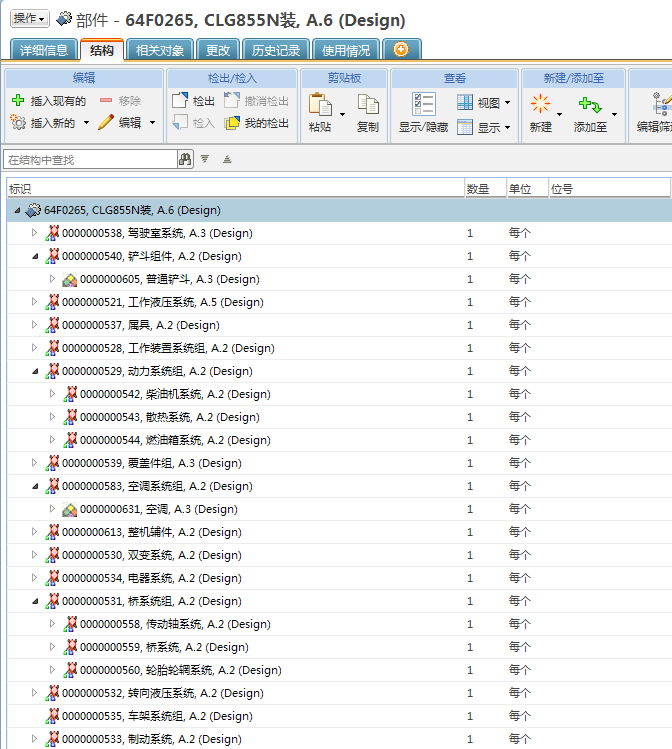 操作 部件 - 64F0265, CLG855N装, A.6 (Design)
详细信息 结构 相关对象 更改 历史记录 使用情况
编辑 检出/检入 剪贴板 查看 新建/添加至
插入现有的 移除 检出 撤消检出 视图
插入新的 编辑 检入 我的检出 粘贴 复制 显示/隐藏 显示 新建 添加至 编辑筛
在结构中查找
标识 数量 单位 位号
64F0265, CLG855N装, A.6 (Design)
0000000538, 驾驶室系统, A.3 (Design) 1 每个
0000000540, 铲斗组件, A.2 (Design) 1 每个
0000000605, 普通铲斗, A.3 (Design) 1 每个
0000000521, 工作液压系统, A.5 (Design) 1 每个
0000000537, 属具, A.2 (Design) 1 每个
0000000528, 工作装置系统组, A.2 (Design) 1 每个
0000000529, 动力系统组, A.2 (Design) 1 每个
0000000542, 柴油机系统, A.2 (Design) 1 每个
0000000543, 散热系统, A.2 (Design) 1 每个
0000000544, 燃油箱系统, A.2 (Design) 1 每个
0000000539, 覆盖件组, A.3 (Design) 1 每个
0000000583, 空调系统组, A.2 (Design) 1 每个
0000000631, 空调, A.3 (Design) 1 每个
0000000613, 整机辅件, A.2 (Design) 1 每个
0000000530, 双变系统, A.2 (Design) 1 每个
0000000534, 电器系统, A.2 (Design) 1 每个
0000000531, 桥系统组, A.2 (Design) 1 每个
0000000558, 传动轴系统, A.2 (Design) 1 每个
0000000559, 桥系统, A.2 (Design) 1 每个
0000000560, 轮胎轮辋系统, A.2 (Design) 1 每个
0000000532, 转向液压系统, A.2 (Design) 1 每个
0000000535, 车架系统组, A.2 (Design) 1 每个
0000000533, 制动系统, A.2 (Design) 1 每个